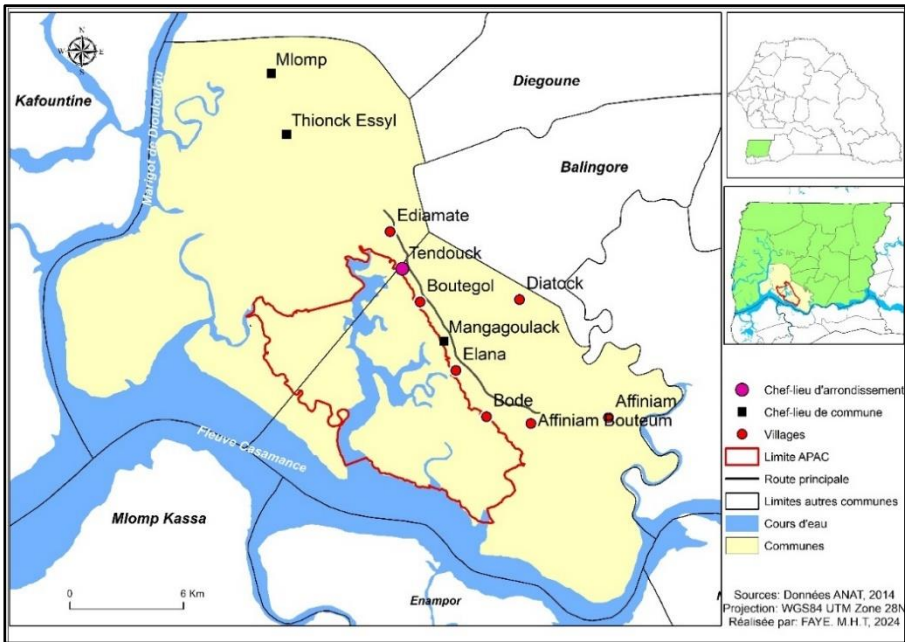 N
W
E
S
Mlomp
Kafountine
Diegoune
Thionck Essyl
Marigot de Diouloulou
Balingore
Ediamate
Tendouck
Boutegol
Diatock
Mangagoulack
Elana
Bode
Affiniam
Affiniam Bouteum
Fleuve Casamance
Mlomp Kassa
Enampor
0
6 Km
Chef-lieu d'arrondissement
Chef-lieu de commune
Villages
Limite APAC
Route principale
Limites autres communes
Cours d'eau
Communes
Sources: Données ANAT, 2014
Projection: WGS84 UTM Zone 28N
Réalisée par: FAYE. M.H.T, 2024